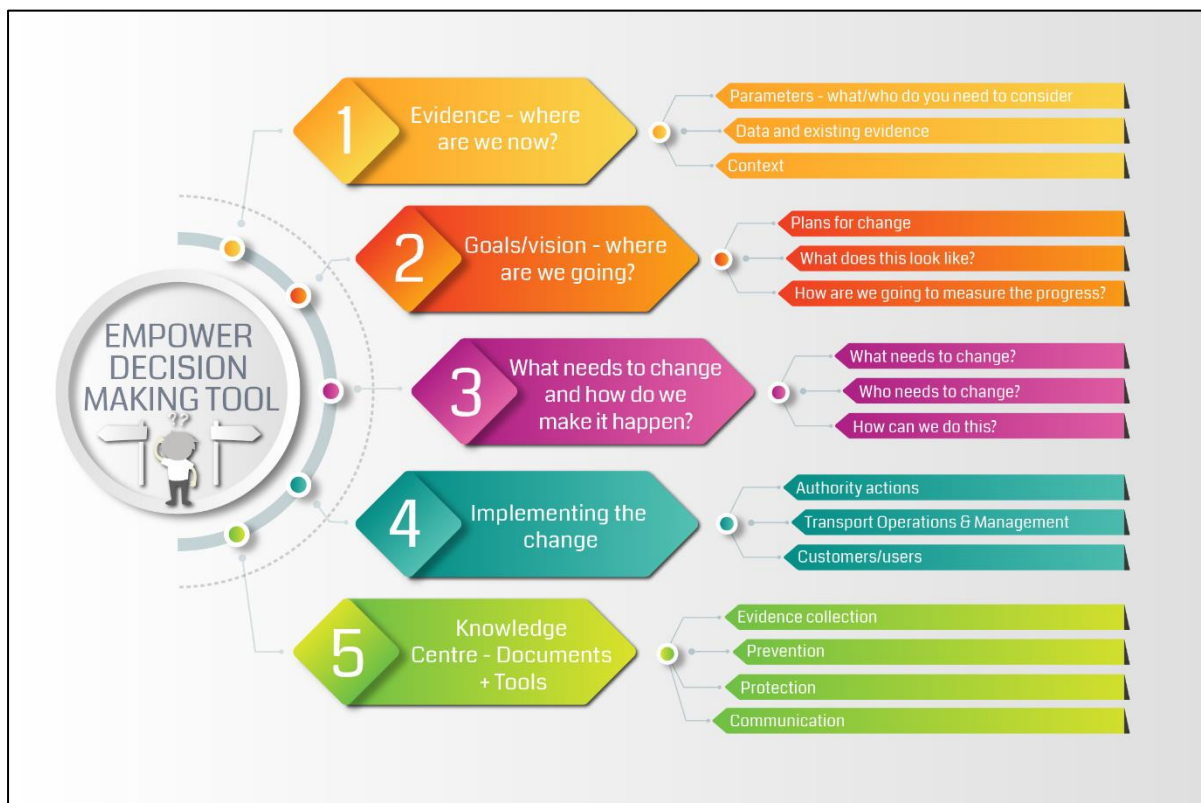 EMPOWER
DECISION
MAKING TOOL
??
1
Evidence - where
are we now?
Parameters - what/who do you need to consider
Data and existing evidence
Context
2
Goals/vision - where
are we going?
Plans for change
What does this look like?
How are we going to measure the progress?
3
What needs to change
and how do we
make it happen?
What needs to change?
Who needs to change?
How can we do this?
4
Implementing the
change
Authority actions
Transport Operations & Management
Customers/users
5
Knowledge
Centre - Documents
+ Tools
Evidence collection
Prevention
Protection
Communication